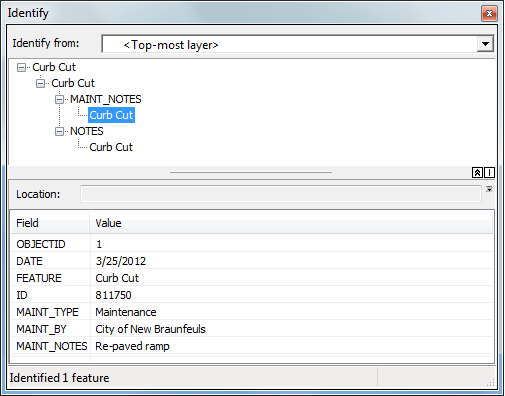 Identify
Identify from: <Top-most layer>
Curb Cut
Curb Cut
MAINT_NOTES
Curb Cut
NOTES
Curb Cut
Location:
Field Value
OBJECTID 1
DATE 3/25/2012
FEATURE Curb Cut
ID 811750
MAINT_TYPE Maintenance
MAINT_BY City of New Braunfeuls
MAINT_NOTES Re-paved ramp
Identified 1 feature